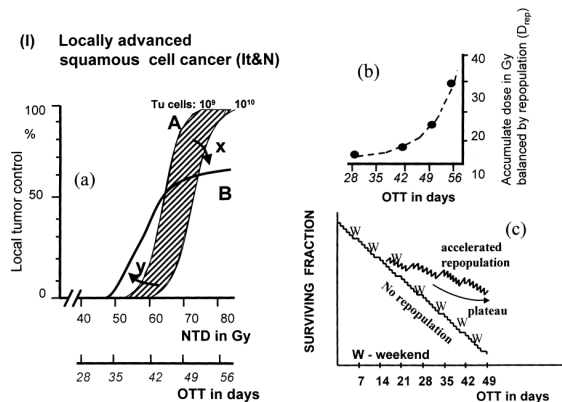 (I) Locally advanced
squamous cell cancer (It&N)
Tu cells: 10⁹ 10¹⁰
100
%
50
0
Local tumor control
(a)
A
x
B
y
40 50 60 70 80
NTD in Gy
28 35 42 49 56
OTT in days
(b)
40
30
20
10
Accumulate dose in Gy
balanced by repopulation (Drep)
28 35 42 49 56
OTT in days
(c)
SURVIVING FRACTION
W
W
W
W
W
W
W
accelerated
repopulation
plateau
No repopulation
W - weekend
7 14 21 28 35 42 49
OTT in days